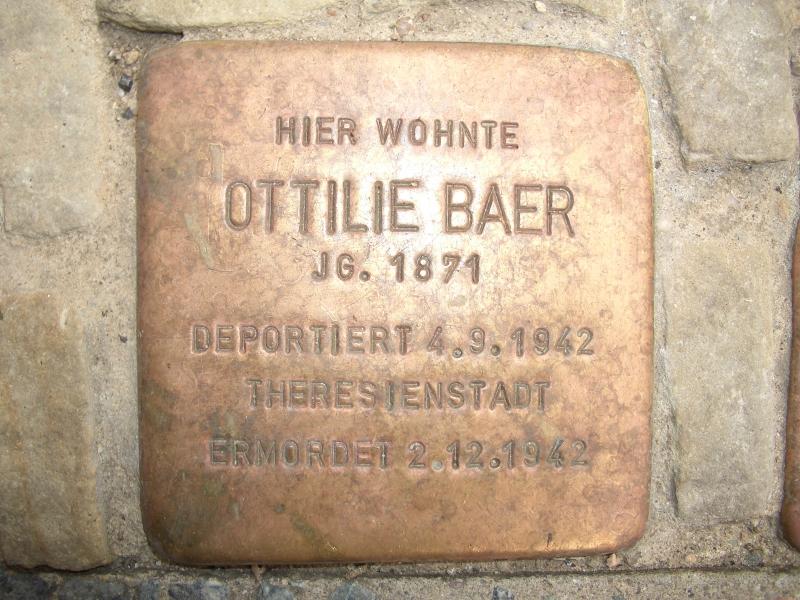 HIER WOHNTE
OTTILIE BAER
JG. 1871
DEPORTIERT 4.9.1942
THERESIENSTADT
ERMORDET 2.12.1942